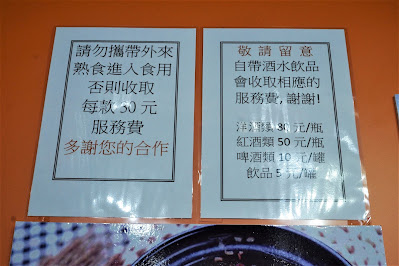 請勿攜帶外來
熟食進入食用
否則收取
每款 30 元
服務費
多謝您的合作
敬請留意
自帶酒水飲品
會收取相應的
服務費, 謝謝!
洋酒類 80 元/瓶
紅酒類 50 元/瓶
啤酒類 10 元/罐
飲品 5 元/罐